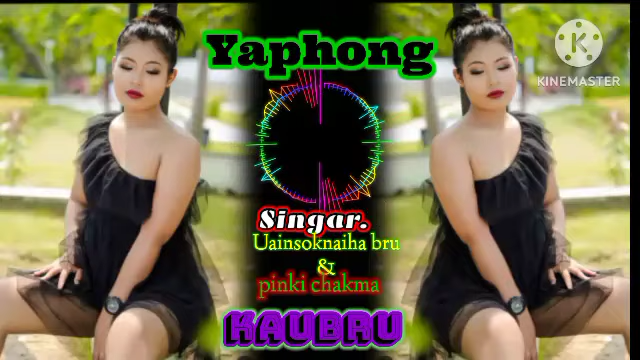 Yaphong
K
KINEMASTER
Singar.
Uainsoknaiha bru
&
pinki chakma
KAUBRU